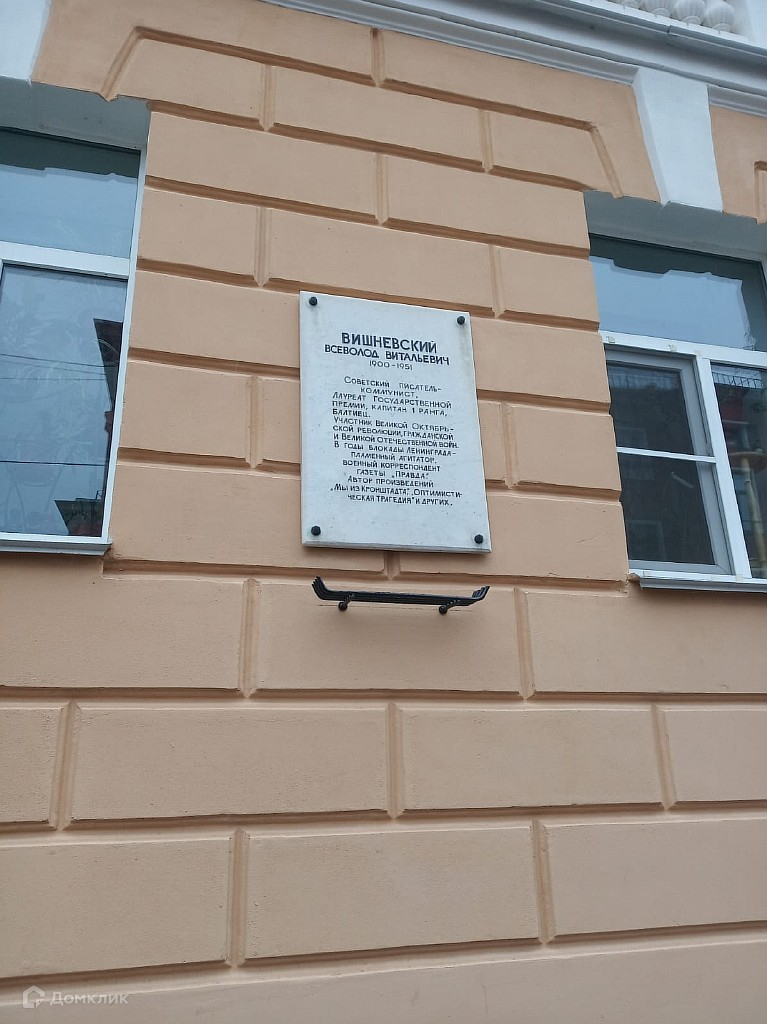 ВИШНЕВСКИЙ
ВСЕВОЛОД ВИТАЛЬЕВИЧ
1900-1951
СОВЕТСКИЙ ПИСАТЕЛЬ-
КОММУНИСТ,
ЛАУРЕАТ ГОСУДАРСТВЕННОЙ
ПРЕМИИ, КАПИТАН 1 РАНГА,
БАЛТИЕЦ.
УЧАСТНИК ВЕЛИКОЙ ОКТЯБРЬ-
СКОЙ РЕВОЛЮЦИИ, ГРАЖДАНСКОЙ
И ВЕЛИКОЙ ОТЕЧЕСТВЕННОЙ ВОЙН.
В ГОДЫ БЛОКАДЫ ЛЕНИНГРАДА-
ПЛАМЕННЫЙ АГИТАТОР,
ВОЕННЫЙ КОРРЕСПОНДЕНТ
ГАЗЕТЫ „ПРАВДА".
АВТОР ПРОИЗВЕДЕНИЙ
„МЫ ИЗ КРОНШТАДТА", „ОПТИМИСТИ-
ЧЕСКАЯ ТРАГЕДИЯ" И ДРУГИХ.
Домклик